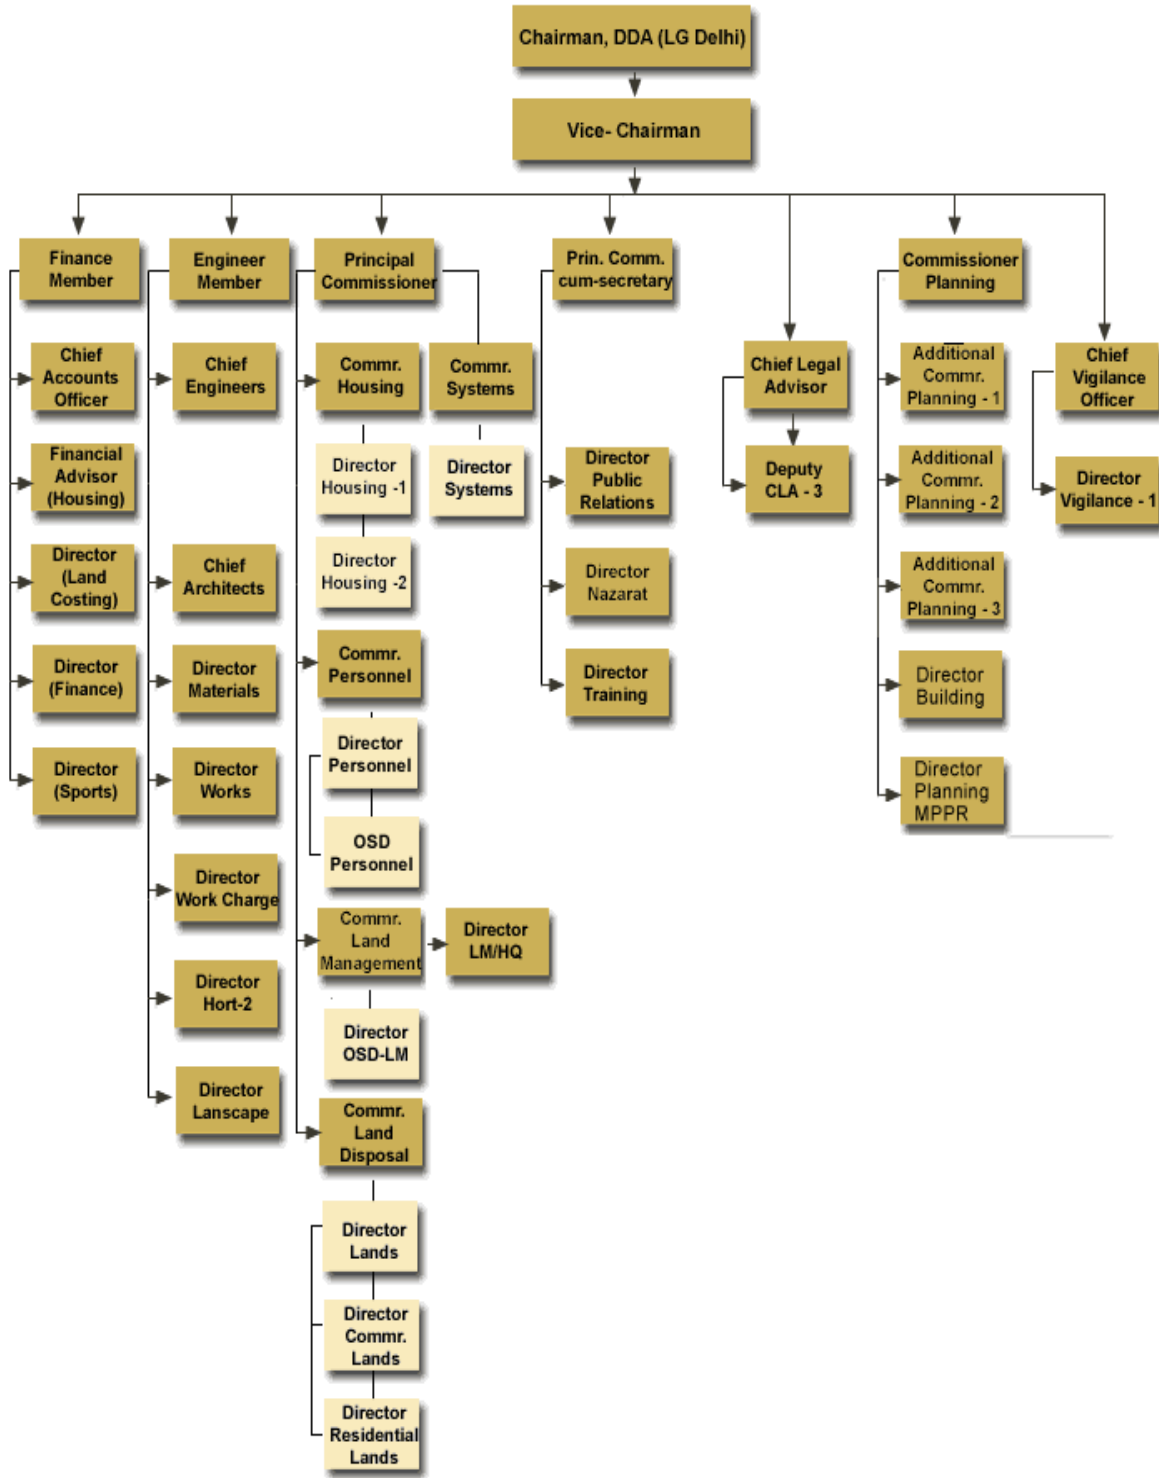 Chairman, DDA (LG Delhi)
Vice- Chairman
Finance
Member
Engineer
Member
Principal
Commissioner
Prin. Comm.
cum-secretary
Commissioner
Planning
Chief
Accounts
Officer
Chief
Engineers
Commr.
Housing
Commr.
Systems
Chief Legal
Advisor
Additional
Commr.
Planning - 1
Chief
Vigilance
Officer
Financial
Advisor
(Housing)
Director
Housing -1
Director
Systems
Director
Public
Relations
Deputy
CLA - 3
Additional
Commr.
Planning - 2
Director
Vigilance - 1
Director
(Land
Costing)
Chief
Architects
Director
Housing -2
Director
Nazarat
Additional
Commr.
Planning - 3
Director
(Finance)
Director
Materials
Commr.
Personnel
Director
Training
Director
Building
Director
(Sports)
Director
Works
Director
Personnel
Director
Planning
MPPR
OSD
Personnel
Director
Work Charge
Commr.
Land
Management
Director
LM/HQ
Director
Hort-2
Director
OSD-LM
Director
Lanscape
Commr.
Land
Disposal
Director
Lands
Director
Commr.
Lands
Director
Residential
Lands